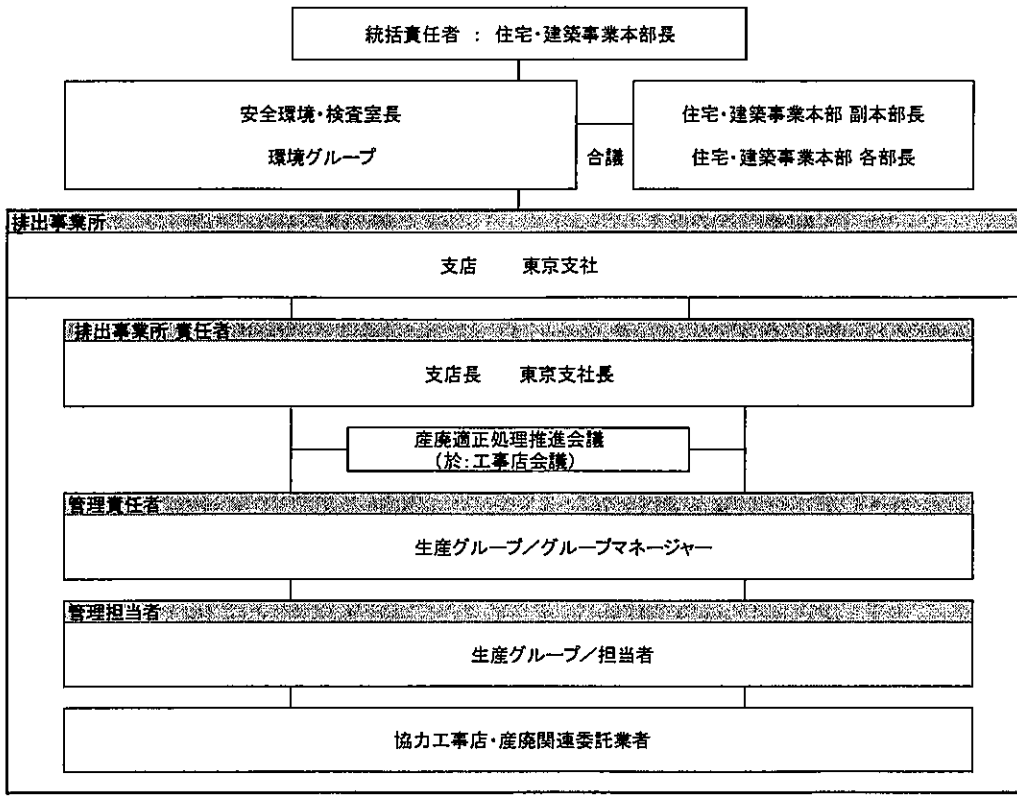 統括責任者 : 住宅・建築事業本部長
安全環境・検査室長
環境グループ
合議
住宅・建築事業本部 副本部長
住宅・建築事業本部 各部長
排出事業所
支店 東京支社
排出事業所 責任者
支店長 東京支社長
産廃適正処理推進会議
(於:工事店会議)
管理責任者
生産グループ/グループマネージャー
管理担当者
生産グループ/担当者
協力工事店・産廃関連委託業者